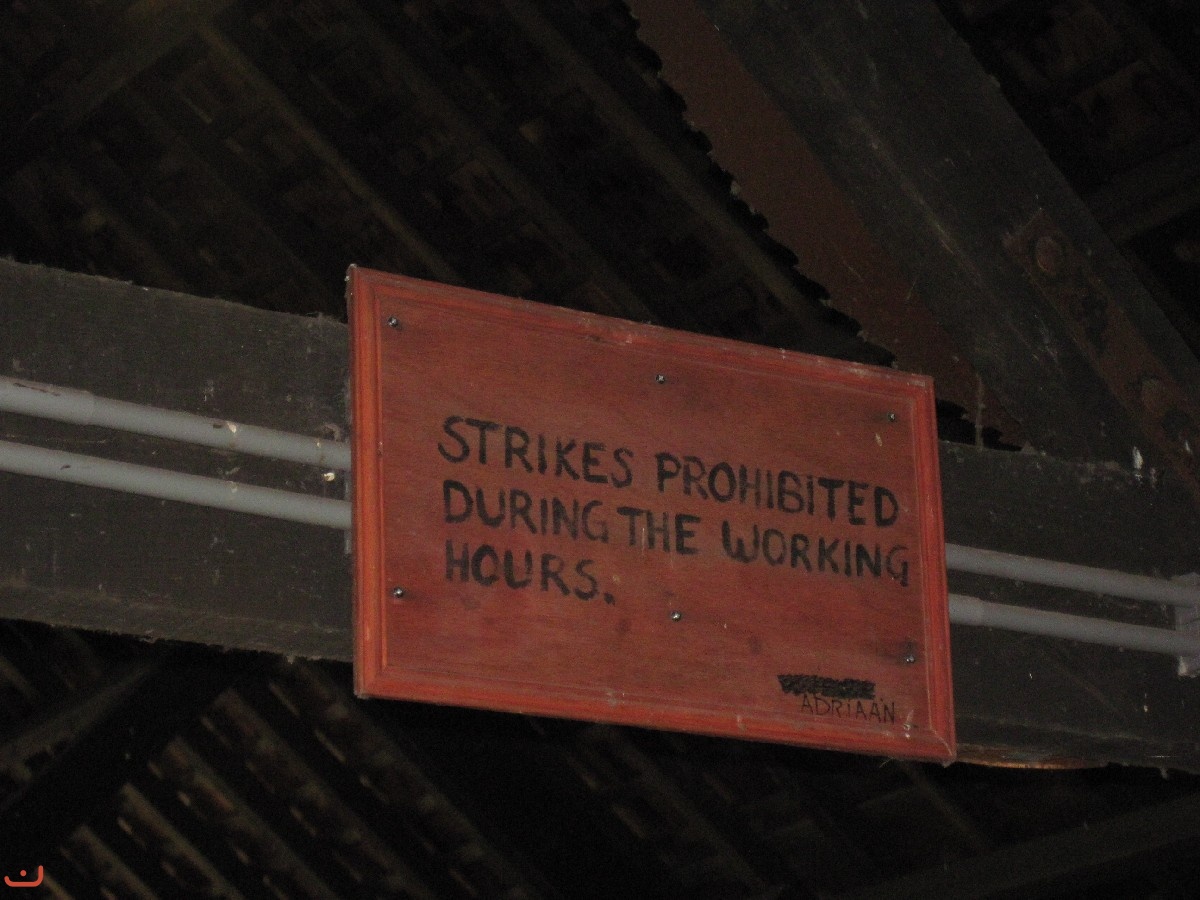 STRIKES PROHIBITED
DURING THE WORKING
HOURS.
ADRIAAN